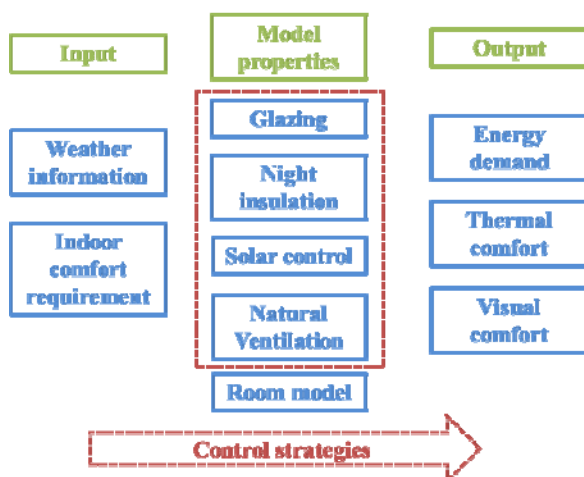 Input
Model
properties
Output
Glazing
Weather
information
Night
insulation
Energy
demand
Indoor
comfort
requirement
Solar control
Thermal
comfort
Natural
Ventilation
Visual
comfort
Room model
Control strategies